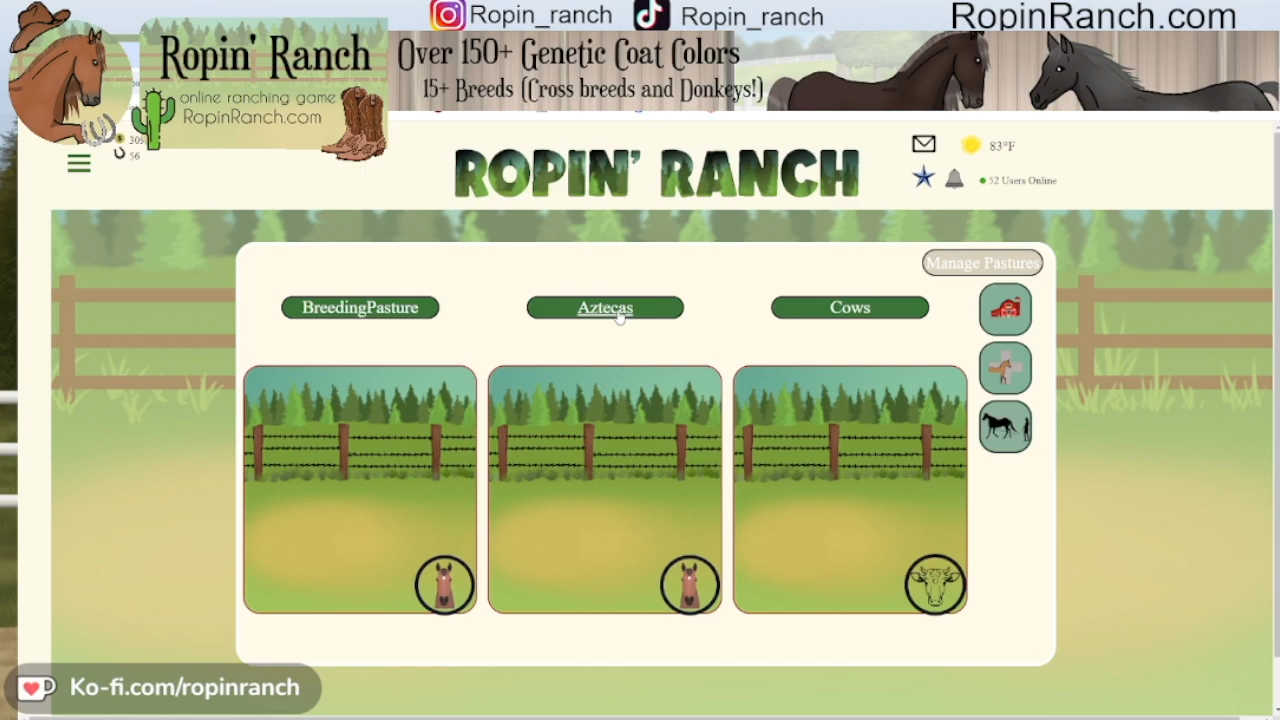 Ropin_ranch
Ropin_ranch
RopinRanch.com
Ropin' Ranch
online ranching game
RopinRanch.com
Over 150+ Genetic Coat Colors
15+ Breeds (Cross breeds and Donkeys!)
56
ROPIN' RANCH
83°F
52 Users Online
Manage Pastures
BreedingPasture
Aztecas
Cows
Ko-fi.com/ropinranch